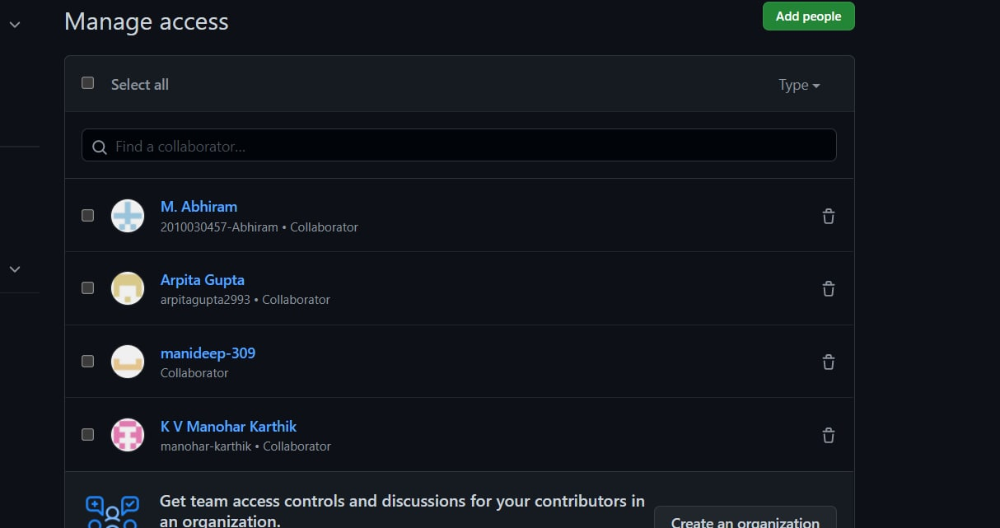 Manage access
Add people
Select all
Type
Find a collaborator...
M. Abhiram
2010030457-Abhiram • Collaborator
Arpita Gupta
arpitagupta2993 • Collaborator
manideep-309
Collaborator
K V Manohar Karthik
manohar-karthik • Collaborator
Get team access controls and discussions for your contributors in
an organization.
Create an organization